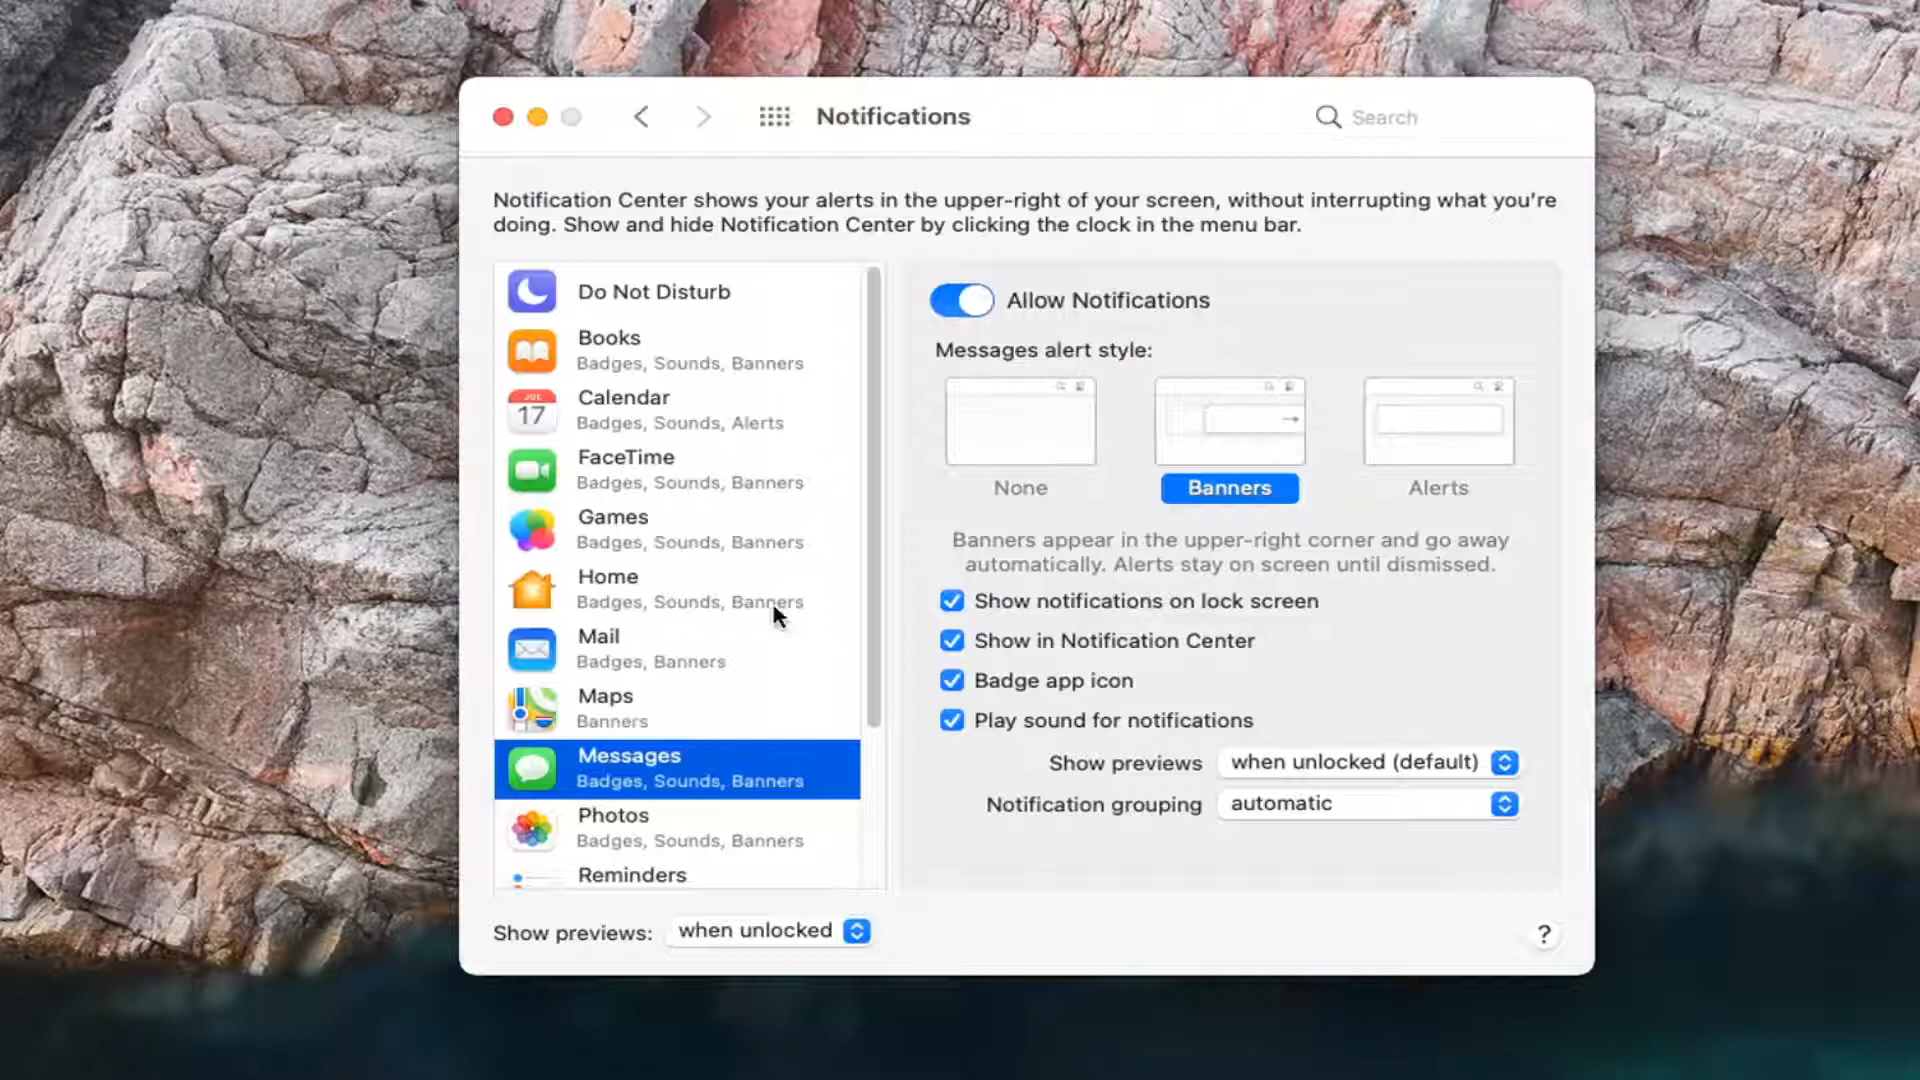 Notifications
Search
Notification Center shows your alerts in the upper-right of your screen, without interrupting what you're
doing. Show and hide Notification Center by clicking the clock in the menu bar.
Do Not Disturb
Books
Badges, Sounds, Banners
JUL
17
Calendar
Badges, Sounds, Alerts
FaceTime
Badges, Sounds, Banners
Games
Badges, Sounds, Banners
Home
Badges, Sounds, Banners
Mail
Badges, Banners
Maps
Banners
Messages
Badges, Sounds, Banners
Photos
Badges, Sounds, Banners
Reminders
Allow Notifications
Messages alert style:
None
Banners
Alerts
Banners appear in the upper-right corner and go away
automatically. Alerts stay on screen until dismissed.
Show notifications on lock screen
Show in Notification Center
Badge app icon
Play sound for notifications
Show previews when unlocked (default)
Notification grouping automatic
Show previews: when unlocked
?